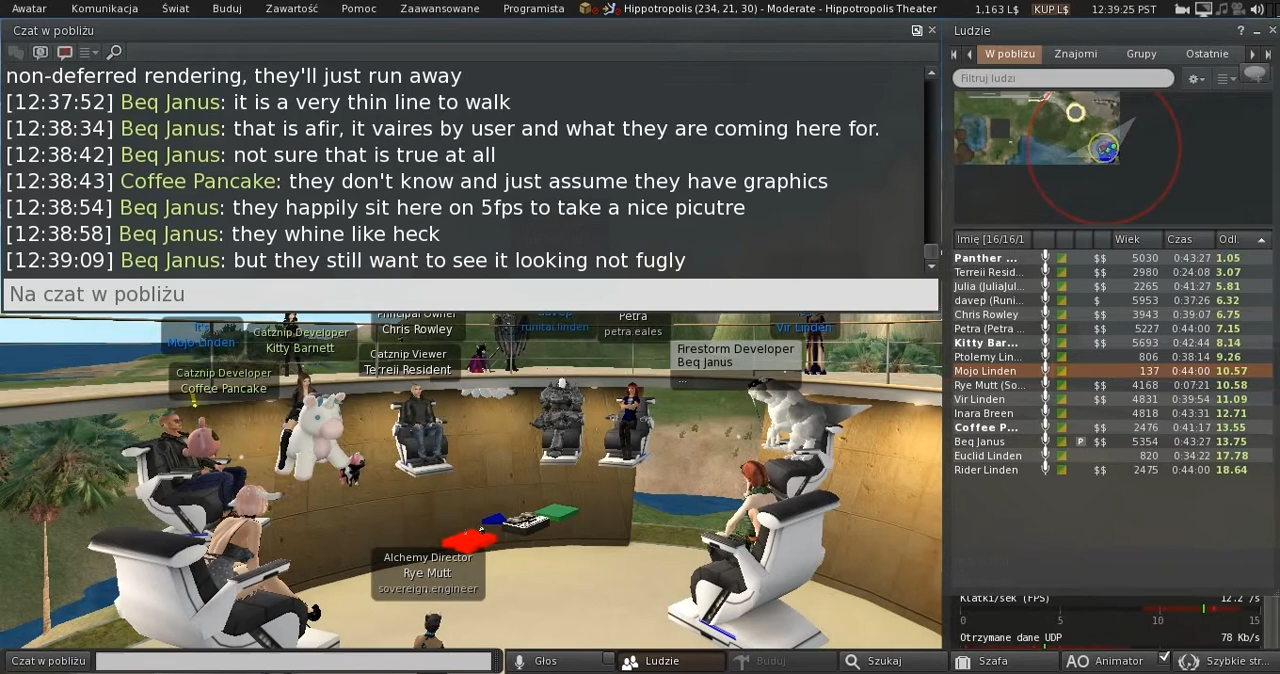 Awatar Komunikacja Świat Buduj Zawartość Pomoc Zaawansowane Programista Hippotropolis (234, 21, 30) - Moderate - Hippotropolis Theater 1,163 L$ KUP L$ 12:39:25 PST
Czat w pobliżu
non-deferred rendering, they'll just run away
[12:37:52] Beq Janus: it is a very thin line to walk
[12:38:34] Beq Janus: that is afir, it vaires by user and what they are coming here for.
[12:38:42] Beq Janus: not sure that is true at all
[12:38:43] Coffee Pancake: they don't know and just assume they have graphics
[12:38:54] Beq Janus: they happily sit here on 5fps to take a nice picutre
[12:38:58] Beq Janus: they whine like heck
[12:39:09] Beq Janus: but they still want to see it looking not fugly
Na czat w pobliżu
Ludzie
W pobliżu Znajomi Grupy Ostatnie
Filtruj ludzi
Imię [16/16/1 Wiek Czas Odl.
Panther ... $$ 5030 0:43:27 1.05
Terreii Resid... $$ 2980 0:24:08 3.07
Julia (JuliaJul... $$ 2265 0:41:27 5.81
davep (Runi... $ 5953 0:37:26 6.32
Chris Rowley $$ 3943 0:39:07 6.75
Petra (Petra ... $$ 5227 0:44:00 7.15
Kitty Bar... $$ 5693 0:42:44 8.14
Ptolemy Lin... 806 0:38:14 9.26
Mojo Linden 137 0:44:00 10.57
Rye Mutt (So... $$ 4168 0:07:21 10.58
Vir Linden $$ 4831 0:39:54 11.09
Inara Breen 4818 0:43:31 12.71
Coffee P... $$ 2476 0:41:17 13.55
Beq Janus P $$ 5354 0:43:27 13.75
Euclid Linden 820 0:34:22 17.78
Rider Linden $$ 2475 0:44:00 18.64
Mojo Linden
Catznip Developer
Kitty Barnett
Principal Owner
Chris Rowley
davep
runitai.linden
Petra
petra.eales
Vir Linden
Catznip Viewer
Terreii Resident
Firestorm Developer
Beq Janus
...
Catznip Developer
Coffee Pancake
Alchemy Director
Rye Mutt
sovereign.engineer
Klatki/sek (FPS) 12.2 /s
0 5 10 15
Otrzymane dane UDP 78 Kb/s
Czat w pobliżu Głos Ludzie Buduj Szukaj Szafa AO Animator Szybkie str...